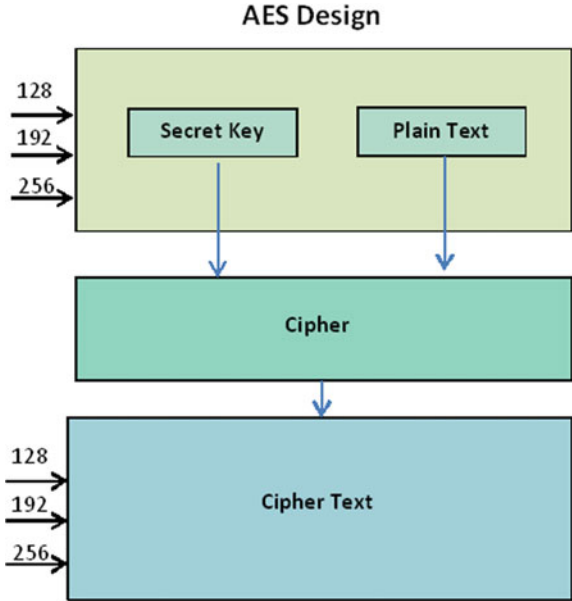 AES Design
128
192
256
Secret Key
Plain Text
Cipher
128
192
256
Cipher Text